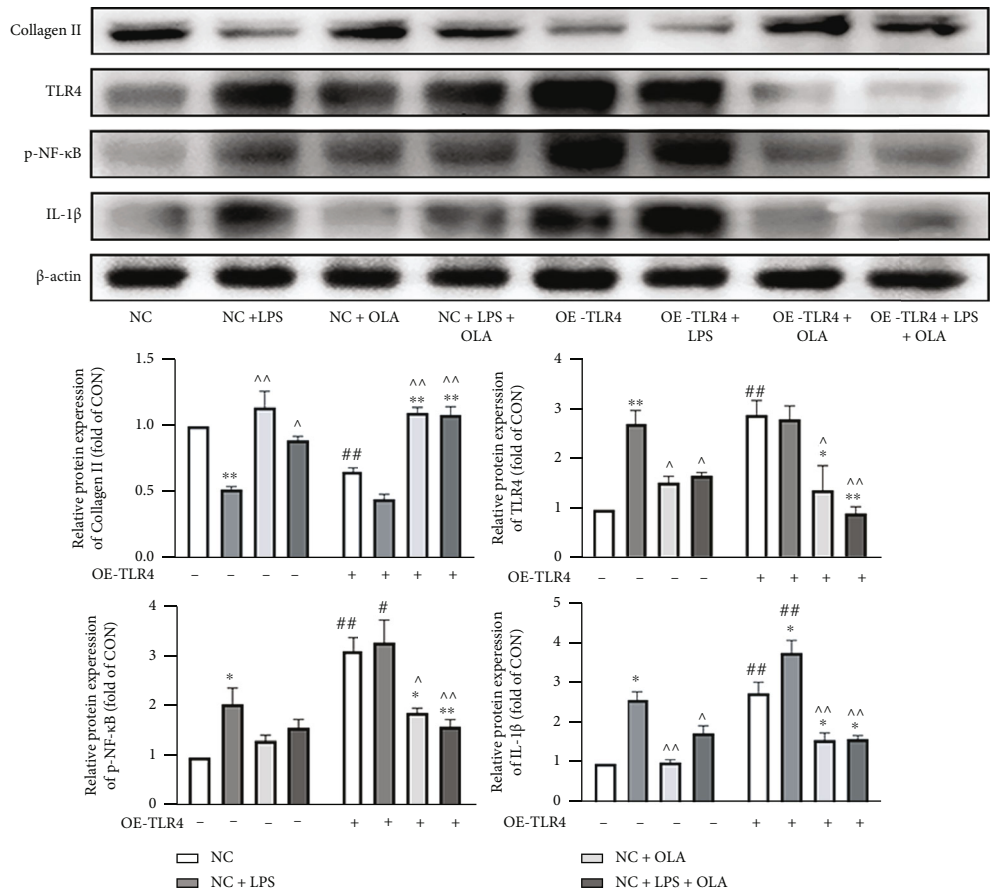 Collagen II
TLR4
p-NF-κB
IL-1β
β-actin
NC
NC +LPS
NC + OLA
NC + LPS +
OLA
OE -TLR4
OE -TLR4 +
LPS
OE -TLR4 +
OLA
OE -TLR4 + LPS
+ OLA
Relative protein experession
of Collagen II (fold of CON)
1.5
1.0
0.5
0.0
**
^^
^
##
^^
**
^^
**
OE-TLR4
– – – – + + + +
Relative protein experession
of TLR4 (fold of CON)
4
3
2
1
0
**
^
^
##
^
*
^^
**
OE-TLR4
– – – – + + + +
Relative protein experession
of p-NF-κB (fold of CON)
4
3
2
1
0
*
##
#
^
*
^^
**
OE-TLR4
– – – – + + + +
Relative protein experession
of IL-1β (fold of CON)
5
4
3
2
1
0
*
^^
^
##
##
*
^^
*
^^
*
OE-TLR4
– – – – + + + +
NC
NC + LPS
NC + OLA
NC + LPS + OLA